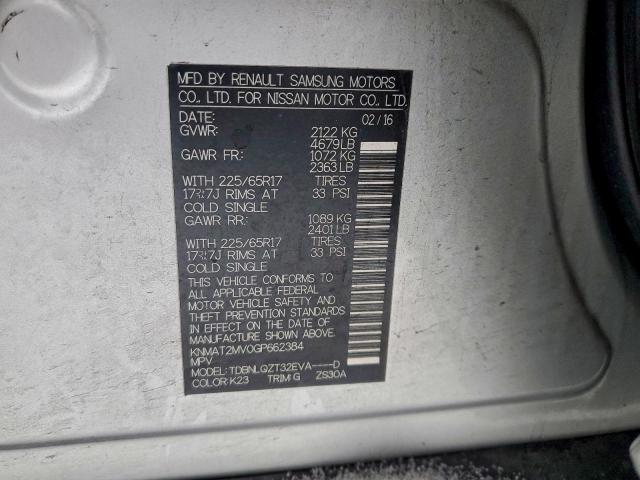 MFD BY RENAULT SAMSUNG MOTORS
CO. LTD. FOR NISSAN MOTOR CO. LTD.
DATE: 02/16
GVWR: 2122 KG
4679LB
GAWR FR: 1072 KG
2363 LB
WITH 225/65R17 TIRES
17x7J RIMS AT 33 PSI
COLD SINGLE
GAWR RR: 1089 KG
2401 LB
WITH 225/65R17 TIRES
17x7J RIMS AT 33 PSI
COLD SINGLE
THIS VEHICLE CONFORMS TO
ALL APPLICABLE FEDERAL
MOTOR VEHICLE SAFETY AND
THEFT PREVENTION STANDARDS
IN EFFECT ON THE DATE OF
MANUFACTURE SHOWN ABOVE.
KNMAT2MV0GP662384
MPV
MODEL: TDBNLQZT32EVA----D
COLOR:K23 TRIM:G ZS30A